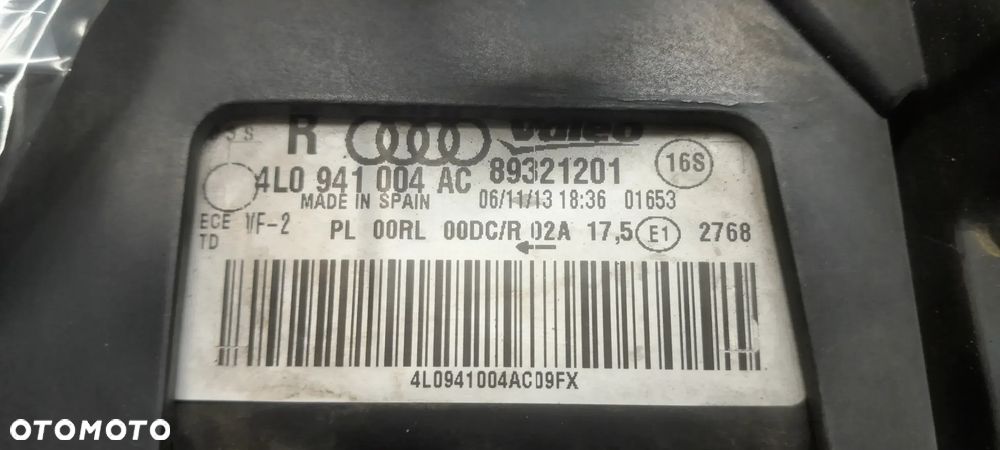 R Valeo
4L0 941 004 AC 89321201 16S
MADE IN SPAIN 06/11/13 18:36 01653
ECE WF-2 PL 00RL 00DC/R 02A 17,5 E1 2768
TD
4L0941004AC09FX
OTOMOTO